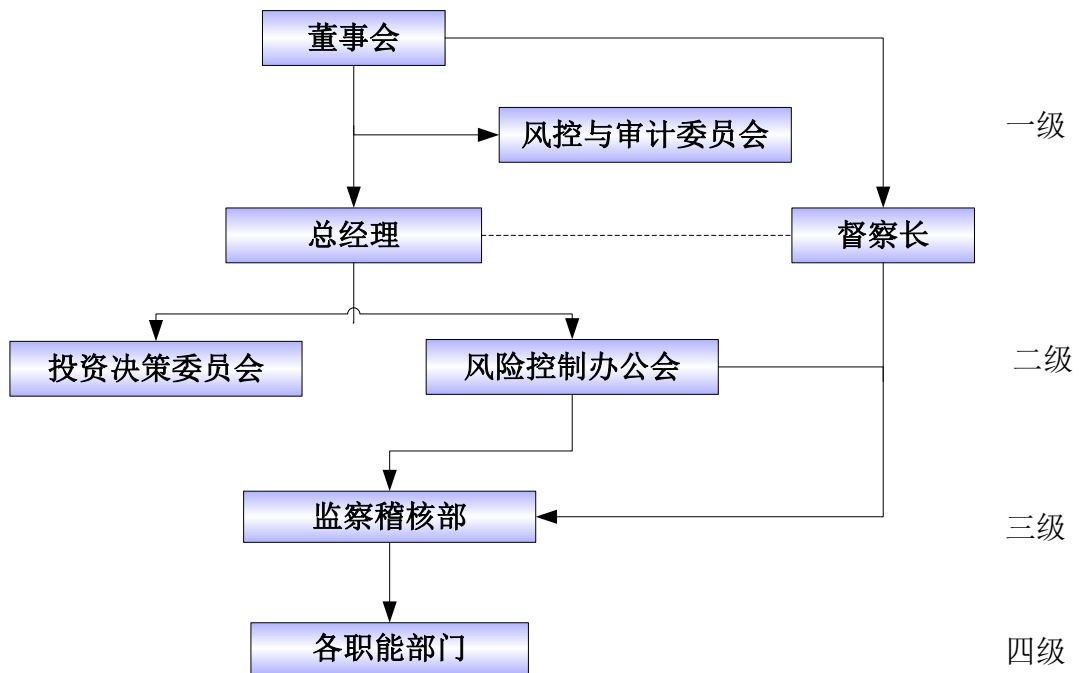 董事会
风控与审计委员会
一级
总经理
督察长
投资决策委员会
风险控制办公会
二级
监察稽核部
三级
各职能部门
四级